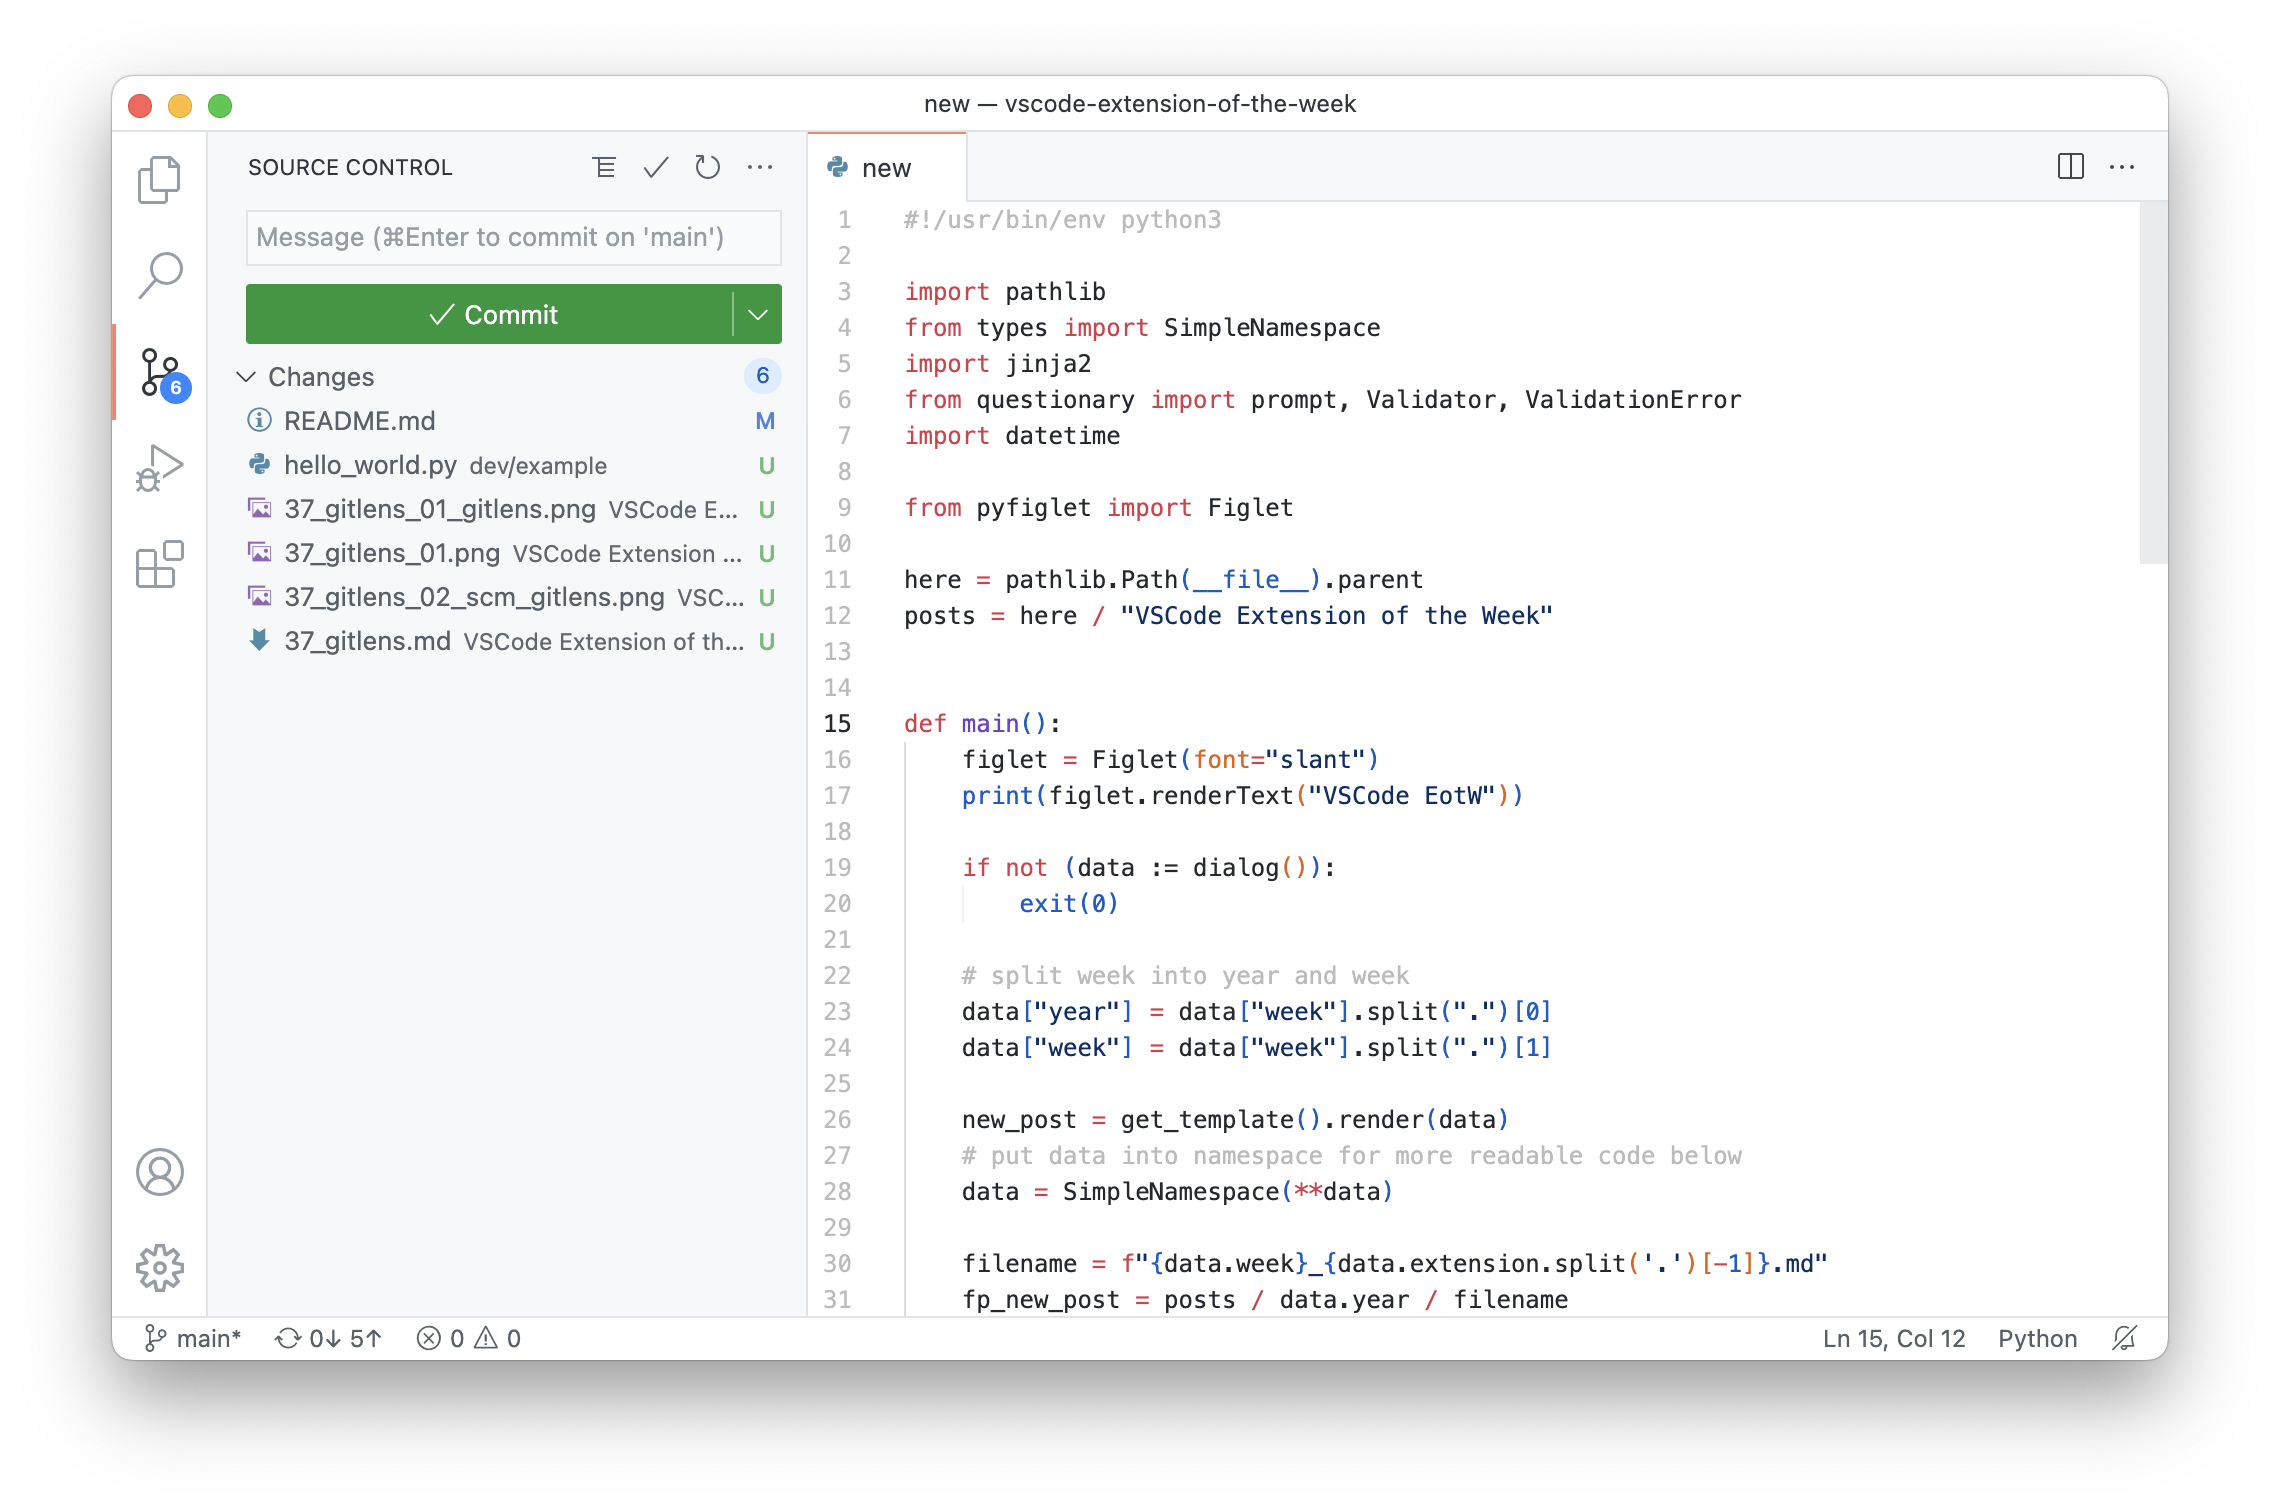 new — vscode-extension-of-the-week
SOURCE CONTROL
Message (⌘Enter to commit on 'main')
Commit
Changes 6
6
README.md M
hello_world.py dev/example U
37_gitlens_01_gitlens.png VSCode E... U
37_gitlens_01.png VSCode Extension ... U
37_gitlens_02_scm_gitlens.png VSC... U
37_gitlens.md VSCode Extension of th... U
new
1 #!/usr/bin/env python3
2
3 import pathlib
4 from types import SimpleNamespace
5 import jinja2
6 from questionary import prompt, Validator, ValidationError
7 import datetime
8
9 from pyfiglet import Figlet
10
11 here = pathlib.Path(__file__).parent
12 posts = here / "VSCode Extension of the Week"
13
14
15 def main():
16     figlet = Figlet(font="slant")
17     print(figlet.renderText("VSCode EotW"))
18
19     if not (data := dialog()):
20         exit(0)
21
22     # split week into year and week
23     data["year"] = data["week"].split(".")[0]
24     data["week"] = data["week"].split(".")[1]
25
26     new_post = get_template().render(data)
27     # put data into namespace for more readable code below
28     data = SimpleNamespace(**data)
29
30     filename = f"{data.week}_{data.extension.split('.')[-1]}.md"
31     fp_new_post = posts / data.year / filename
main* 0↓ 5↑ 0 0
Ln 15, Col 12 Python